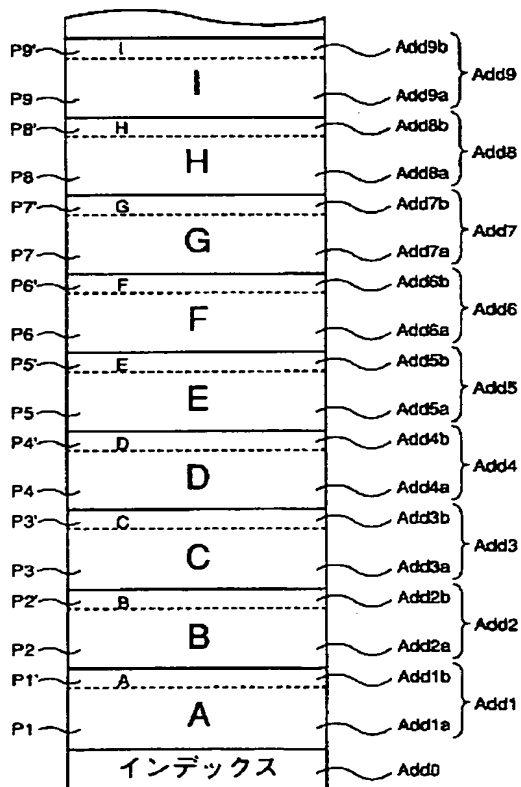 P9' I Add9b
Add9
P9 I Add9a
P8' H Add8b
Add8
P8 H Add8a
P7' G Add7b
Add7
P7 G Add7a
P6' F Add6b
Add6
P6 F Add6a
P5' E Add5b
Add5
P5 E Add5a
P4' D Add4b
Add4
P4 D Add4a
P3' C Add3b
Add3
P3 C Add3a
P2' B Add2b
Add2
P2 B Add2a
P1' A Add1b
Add1
P1 A Add1a
インデックス Add0